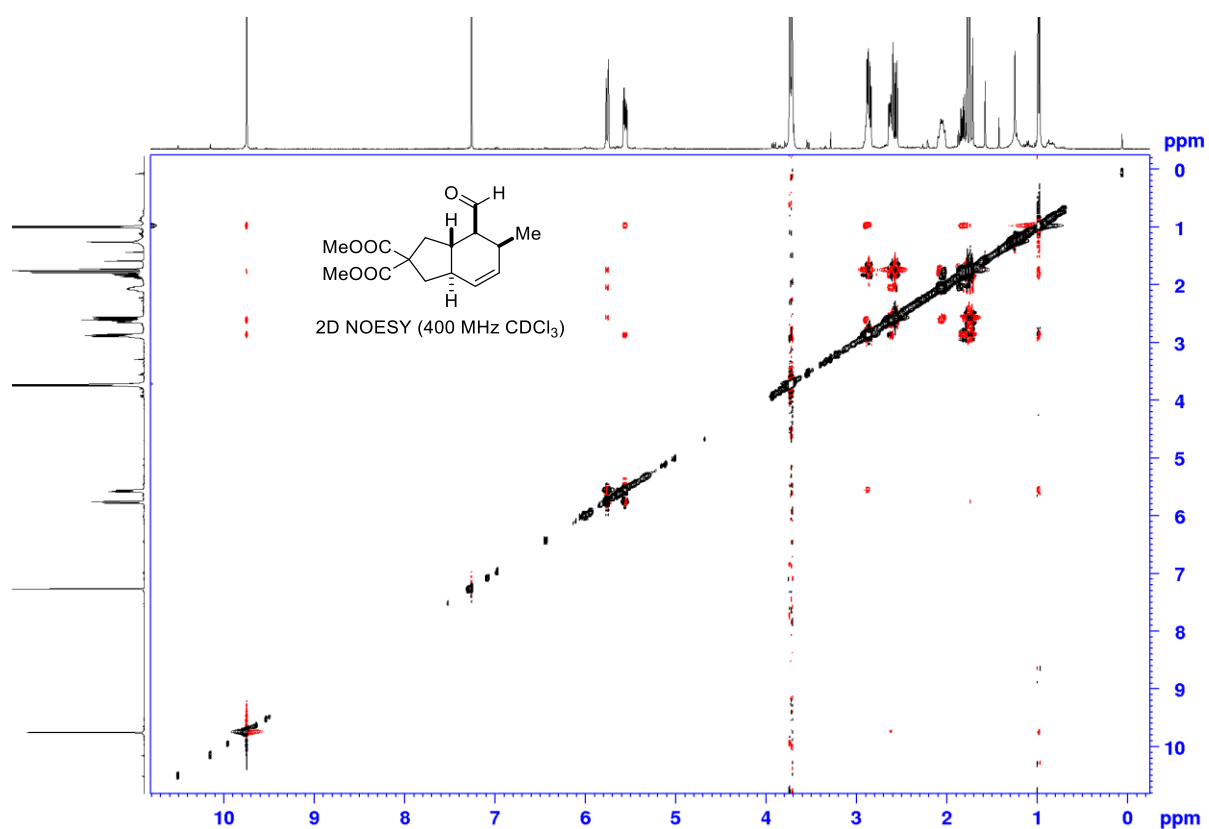 ppm
0
O
H
H
1
Me
MeOOC
2
MeOOC
H
2D NOESY (400 MHz CDCl₃)
3
4
5
6
7
8
9
10
10 9 8 7 6 5 4 3 2 1 0 ppm